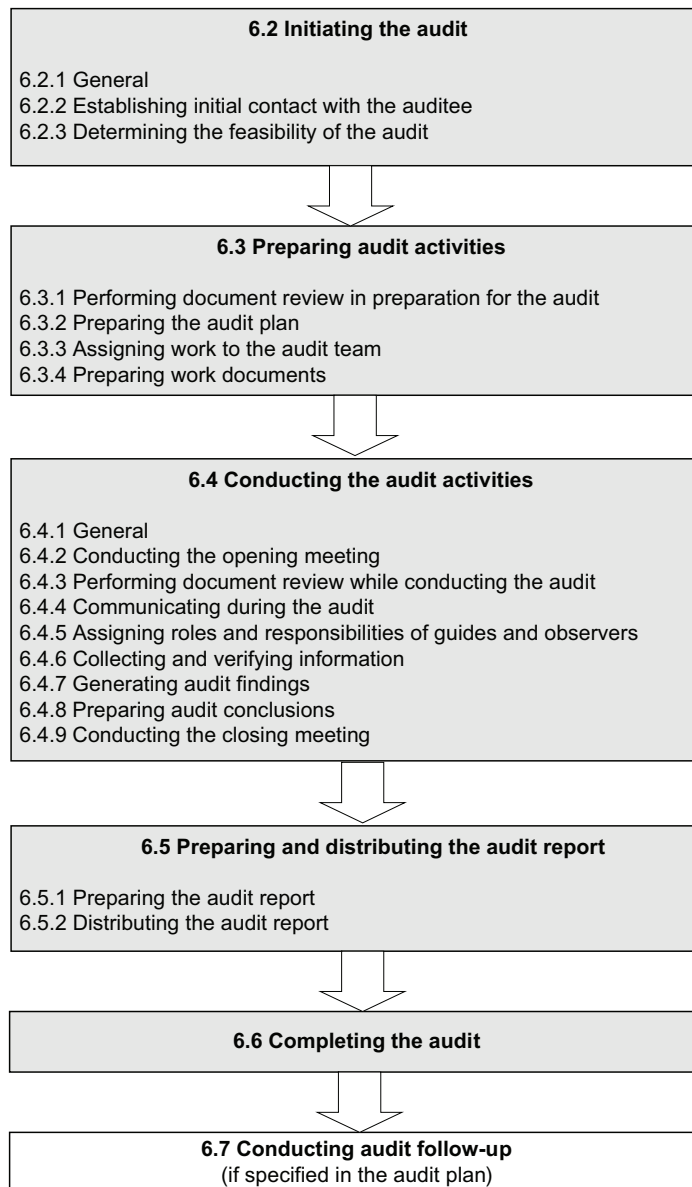 6.2 Initiating the audit
6.2.1 General
6.2.2 Establishing initial contact with the auditee
6.2.3 Determining the feasibility of the audit
6.3 Preparing audit activities
6.3.1 Performing document review in preparation for the audit
6.3.2 Preparing the audit plan
6.3.3 Assigning work to the audit team
6.3.4 Preparing work documents
6.4 Conducting the audit activities
6.4.1 General
6.4.2 Conducting the opening meeting
6.4.3 Performing document review while conducting the audit
6.4.4 Communicating during the audit
6.4.5 Assigning roles and responsibilities of guides and observers
6.4.6 Collecting and verifying information
6.4.7 Generating audit findings
6.4.8 Preparing audit conclusions
6.4.9 Conducting the closing meeting
6.5 Preparing and distributing the audit report
6.5.1 Preparing the audit report
6.5.2 Distributing the audit report
6.6 Completing the audit
6.7 Conducting audit follow-up
(if specified in the audit plan)